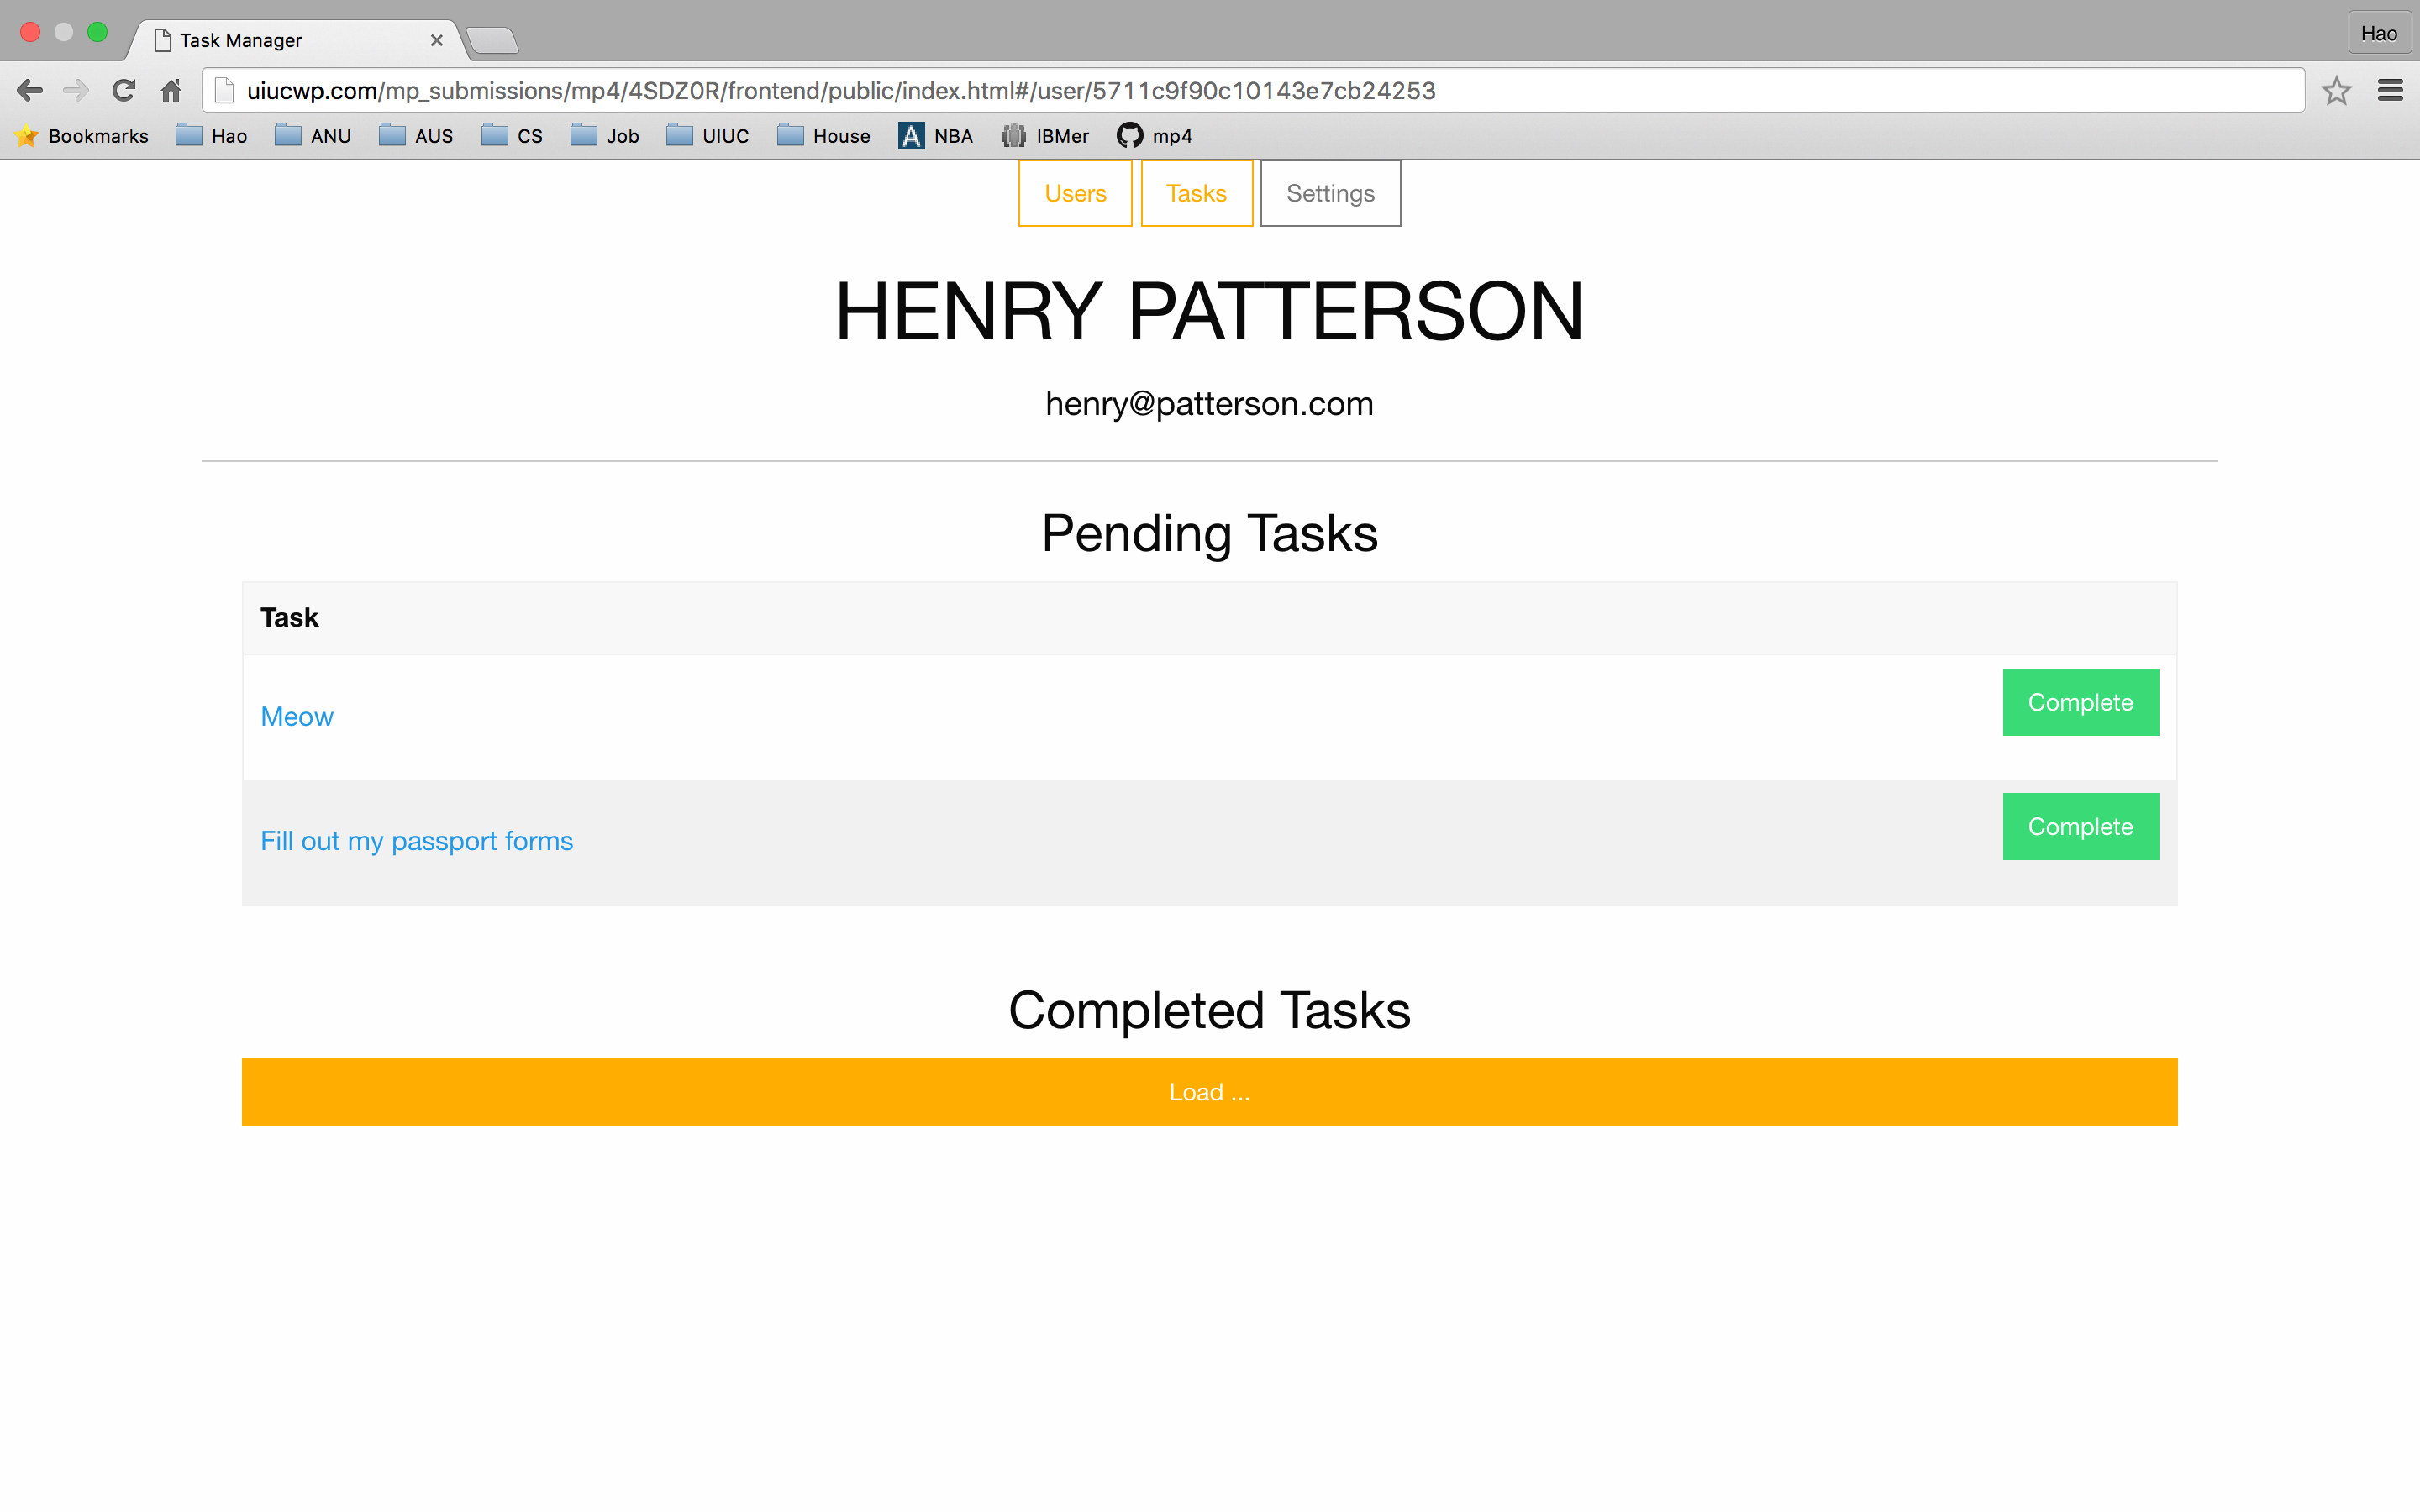 Task Manager
Hao
uiucwp.com/mp_submissions/mp4/4SDZ0R/frontend/public/index.html#/user/5711c9f90c10143e7cb24253
Bookmarks Hao ANU AUS CS Job UIUC House A NBA IBMer mp4
Users Tasks Settings
HENRY PATTERSON
henry@patterson.com
Pending Tasks
Task
Meow Complete
Fill out my passport forms Complete
Completed Tasks
Load ...